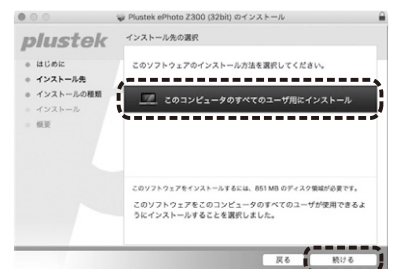 Plustek ePhoto Z300 (32bit) のインストール
plustek
インストール先の選択
はじめに
インストール先
インストールの種類
インストール
概要
このソフトウェアのインストール方法を選択してください。
このコンピュータのすべてのユーザ用にインストール
このソフトウェアをインストールするには、851 MB のディスク領域が必要です。
このソフトウェアをこのコンピュータのすべてのユーザが使用できるよ
うにインストールすることを選択しました。
戻る
続ける